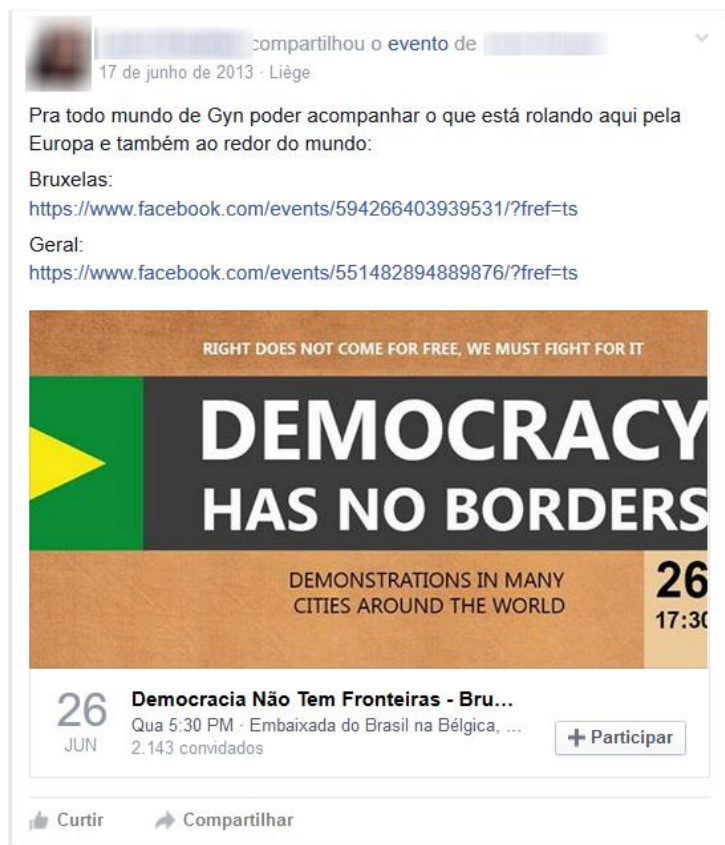 compartilhou o evento de
17 de junho de 2013 · Liège
Pra todo mundo de Gyn poder acompanhar o que está rolando aqui pela
Europa e também ao redor do mundo:
Bruxelas:
https://www.facebook.com/events/594266403939531/?fref=ts
Geral:
https://www.facebook.com/events/551482894889876/?fref=ts
RIGHT DOES NOT COME FOR FREE, WE MUST FIGHT FOR IT
DEMOCRACY
HAS NO BORDERS
DEMONSTRATIONS IN MANY
CITIES AROUND THE WORLD
26
17:30
26
JUN
Democracia Não Tem Fronteiras - Bru...
Qua 5:30 PM · Embaixada do Brasil na Bélgica, ...
2.143 convidados
+ Participar
Curtir
Compartilhar